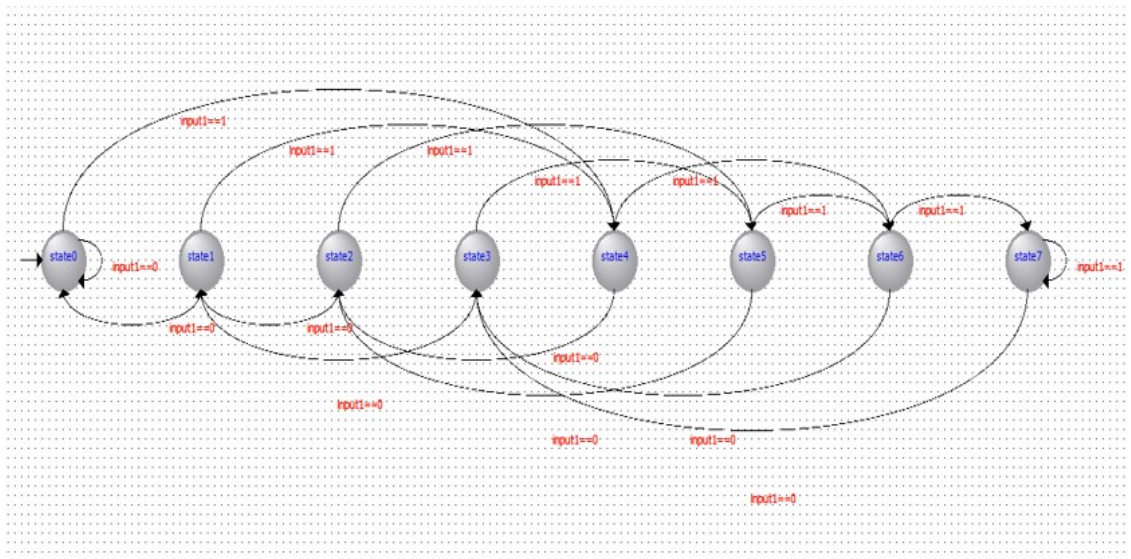 input1==1
input1==1
input1==1
input1==1
input1==1
input1==1
input1==1
state0
state1
state2
state3
state4
state5
state6
state7
input1==0
input1==1
input1==0
input1==0
input1==0
input1==0
input1==0
input1==0
input1==0